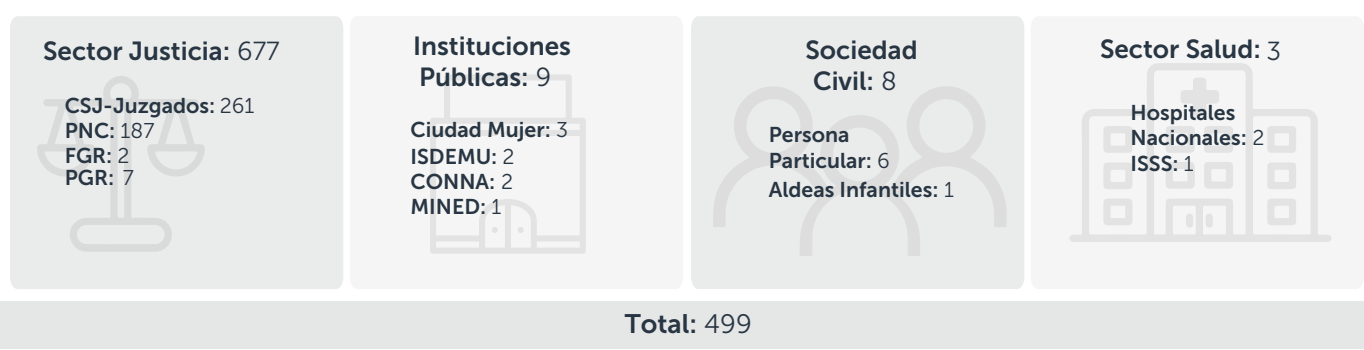 Sector Justicia: 677
CSJ-Juzgados: 261
PNC: 187
FGR: 2
PGR: 7
Instituciones
Públicas: 9
Ciudad Mujer: 3
ISDEMU: 2
CONNA: 2
MINED: 1
Sociedad
Civil: 8
Persona
Particular: 6
Aldeas Infantiles: 1
Sector Salud: 3
Hospitales
Nacionales: 2
ISSS: 1
Total: 499